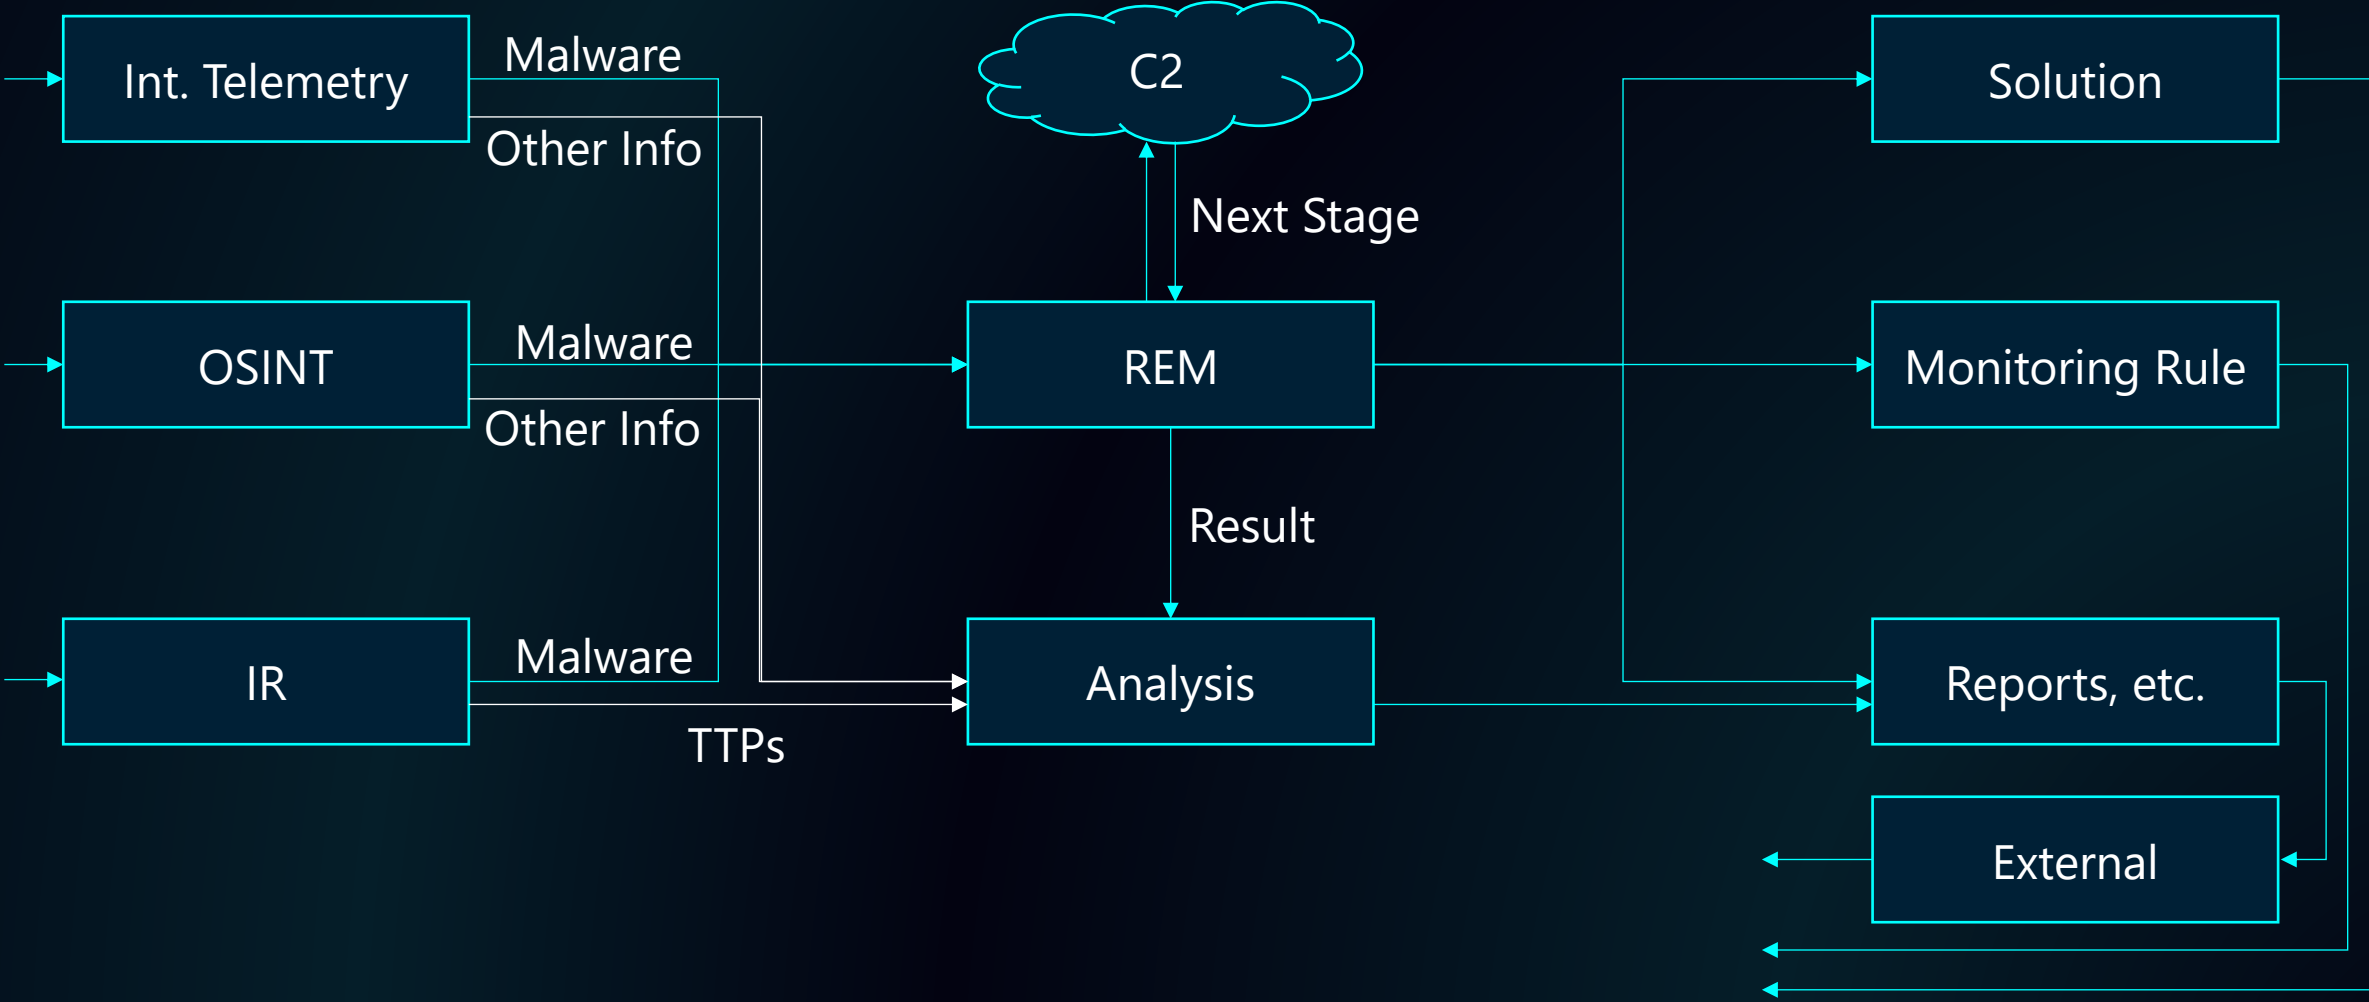 Int. Telemetry
Malware
Other Info
C2
Next Stage
Solution
OSINT
Malware
Other Info
REM
Monitoring Rule
Result
IR
Malware
TTPs
Analysis
Reports, etc.
External